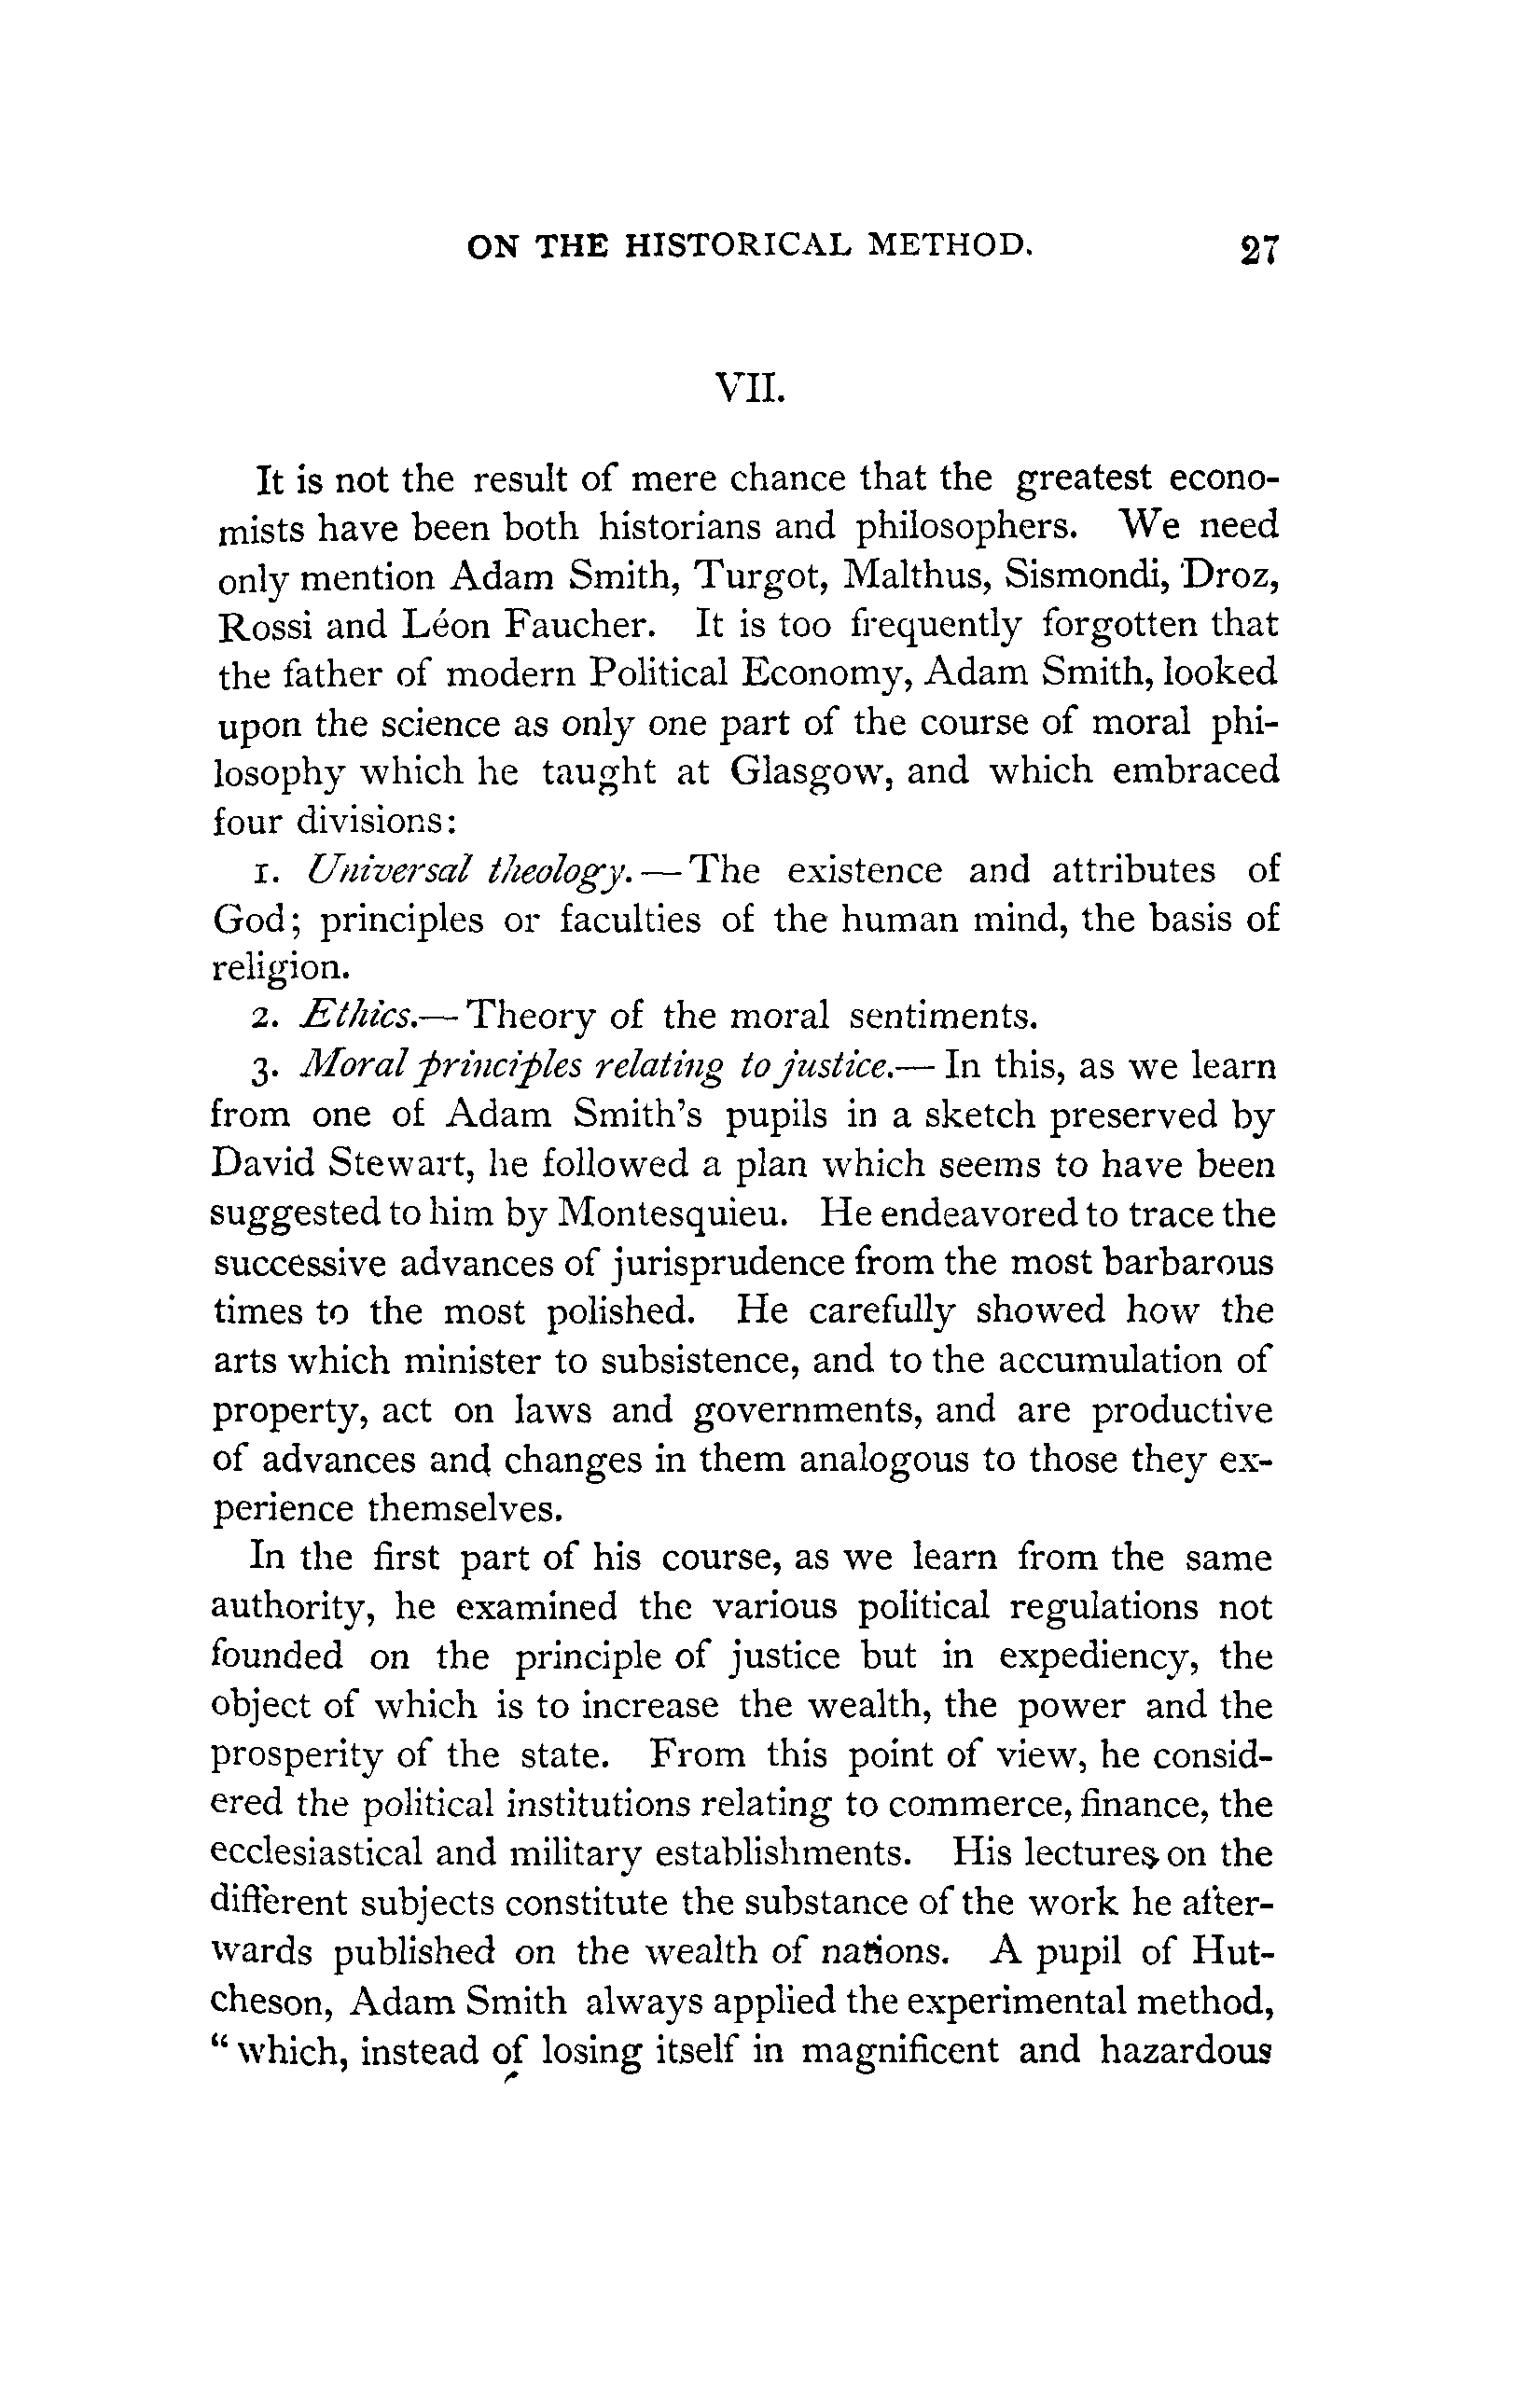 ON THE HISTORICAL METHOD. 27
VII.
It is not the result of mere chance that the greatest econo-
mists have been both historians and philosophers. We need
only mention Adam Smith, Turgot, Malthus, Sismondi, Droz,
Rossi and Léon Faucher. It is too frequently forgotten that
the father of modern Political Economy, Adam Smith, looked
upon the science as only one part of the course of moral phi-
losophy which he taught at Glasgow, and which embraced
four divisions:
1. Universal theology.—The existence and attributes of
God; principles or faculties of the human mind, the basis of
religion.
2. Ethics.—Theory of the moral sentiments.
3. Moral principles relating to justice.—In this, as we learn
from one of Adam Smith's pupils in a sketch preserved by
David Stewart, he followed a plan which seems to have been
suggested to him by Montesquieu. He endeavored to trace the
successive advances of jurisprudence from the most barbarous
times to the most polished. He carefully showed how the
arts which minister to subsistence, and to the accumulation of
property, act on laws and governments, and are productive
of advances and changes in them analogous to those they ex-
perience themselves.
In the first part of his course, as we learn from the same
authority, he examined the various political regulations not
founded on the principle of justice but in expediency, the
object of which is to increase the wealth, the power and the
prosperity of the state. From this point of view, he consid-
ered the political institutions relating to commerce, finance, the
ecclesiastical and military establishments. His lectures on the
different subjects constitute the substance of the work he after-
wards published on the wealth of nations. A pupil of Hut-
cheson, Adam Smith always applied the experimental method,
"which, instead of losing itself in magnificent and hazardous